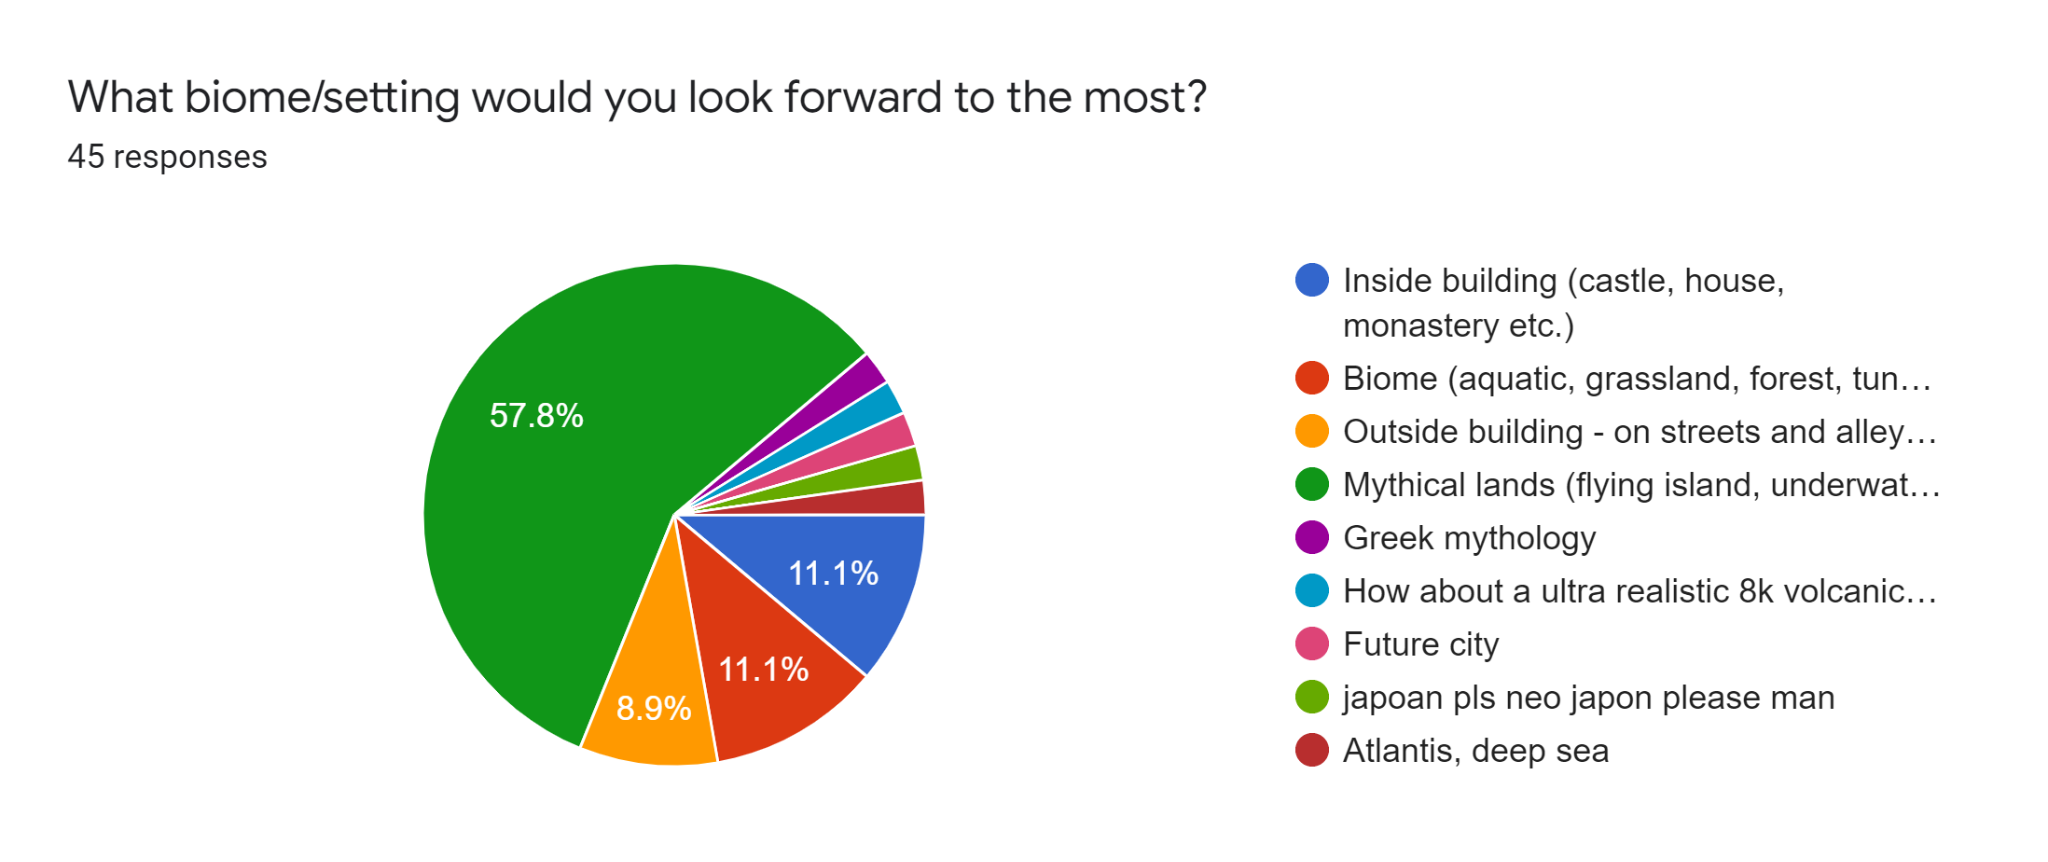 What biome/setting would you look forward to the most?
45 responses
57.8%
11.1%
11.1%
8.9%
Inside building (castle, house,
monastery etc.)
Biome (aquatic, grassland, forest, tun…
Outside building - on streets and alley…
Mythical lands (flying island, underwat…
Greek mythology
How about a ultra realistic 8k volcanic…
Future city
japoan pls neo japon please man
Atlantis, deep sea